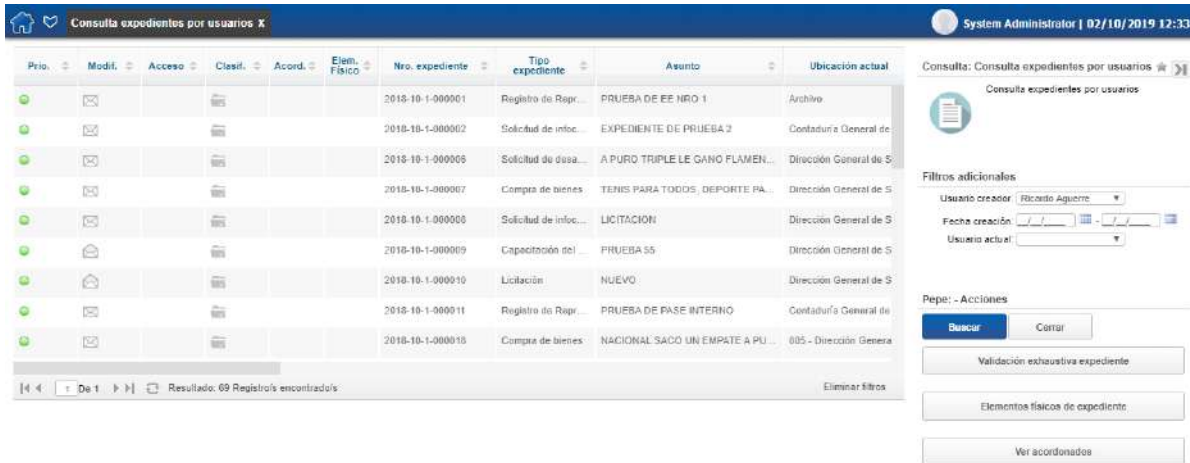 Consulta expedientes por usuarios X
System Administrator | 02/10/2019 12:33
Prio. Modif. Acceso Clasif. Acord. Elem. Físico Nro. expediente Tipo expediente Asunto Ubicación actual
2018-10-1-000001 Registro de Repr... PRUEBA DE EE NRO 1 Archivo
2018-10-1-000002 Solicitud de infoc... EXPEDIENTE DE PRUEBA 2 Contaduría General de
2018-10-1-000006 Solicitud de desa... A PURO TRIPLE LE GANO FLAMEN... Dirección General de S
2018-10-1-000007 Compra de bienes TENIS PARA TODOS, DEPORTE PA... Dirección General de S
2018-10-1-000008 Solicitud de infoc... LICITACION Dirección General de S
2018-10-1-000009 Capacitación del ... PRUEBA 55 Dirección General de S
2018-10-1-000010 Licitación NUEVO Dirección General de S
2018-10-1-000011 Registro de Repr... PRUEBA DE PASE INTERNO Contaduría General de
2018-10-1-000016 Compra de bienes NACIONAL SACÓ UN EMPATE A PU... 005 - Dirección Genera
1 De 1 Resultado: 69 Registro/s encontrado/s Eliminar filtros
Consulta: Consulta expedientes por usuarios
Consulta expedientes por usuarios
Filtros adicionales
Usuario creador: Ricardo Aguerre
Fecha creación: _/_/____ - _/_/____
Usuario actual:
Pepe: - Acciones
Buscar Cerrar
Validación exhaustiva expediente
Elementos físicos de expediente
Ver acordonados